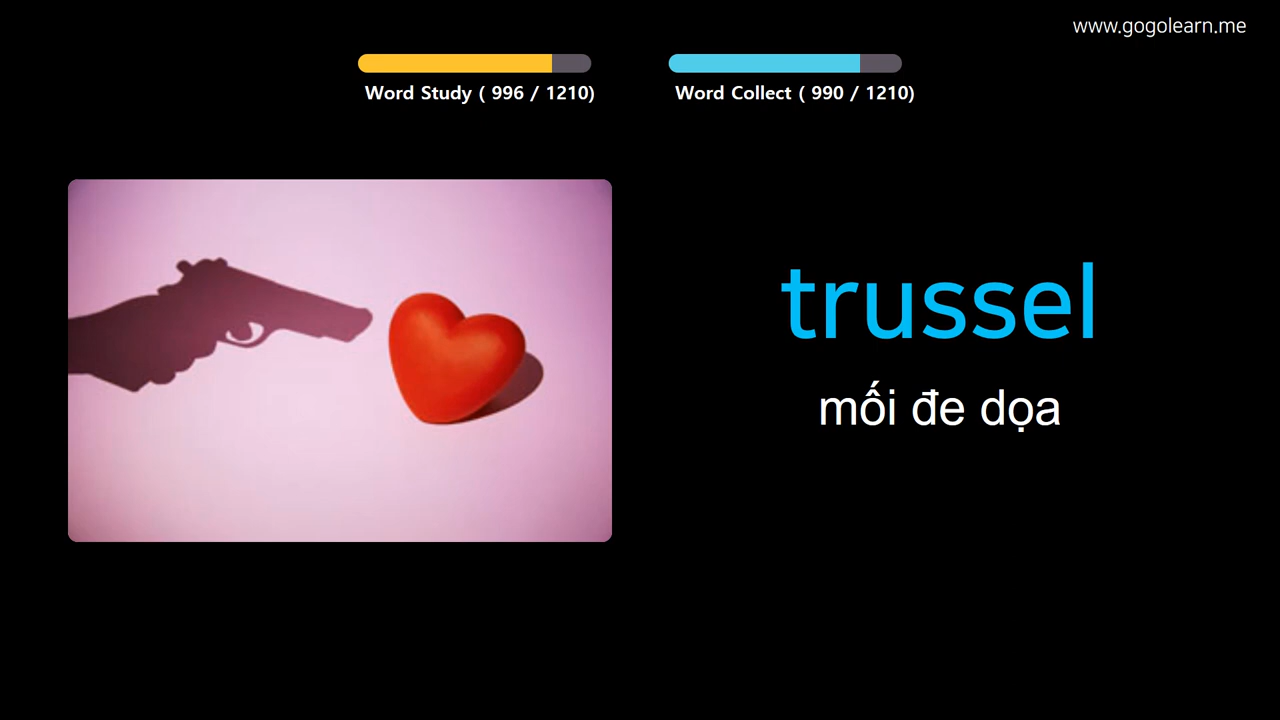 www.gogolearn.me
Word Study ( 996 / 1210)
Word Collect ( 990 / 1210)
trussel
mối đe dọa